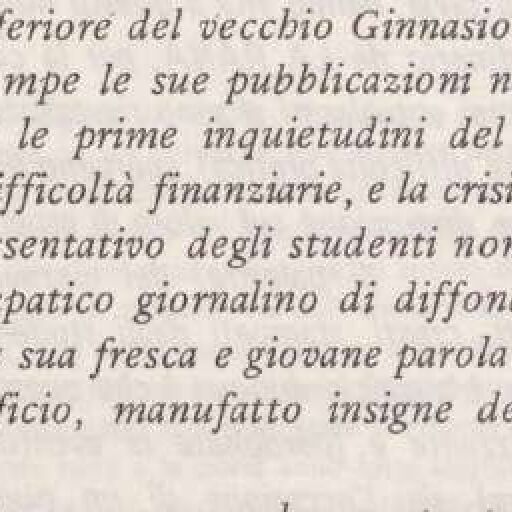 feriore del vecchio Ginnasio
mpe le sue pubblicazioni n
le prime inquietudini del
ifficoltà finanziarie, e la crisi
sentativo degli studenti non
patico giornalino di diffon
sua fresca e giovane parola
ficio, manufatto insigne de